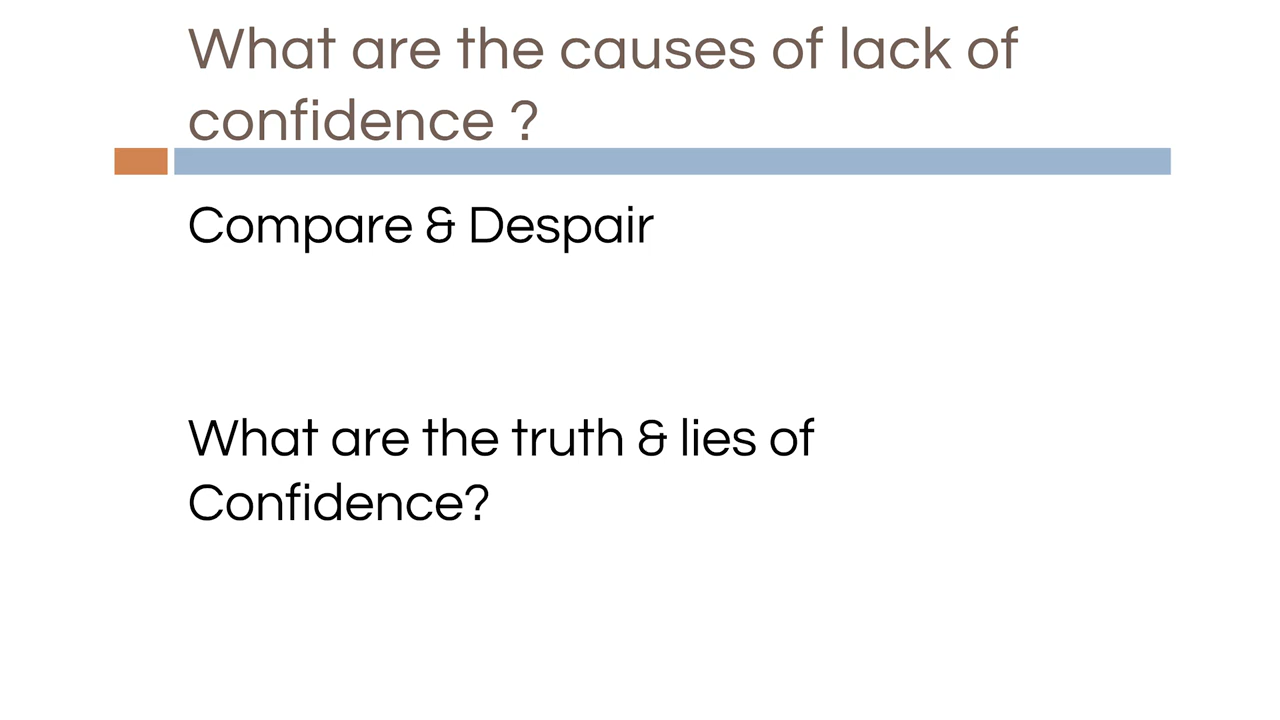 What are the causes of lack of
confidence ?
Compare & Despair
What are the truth & lies of
Confidence?